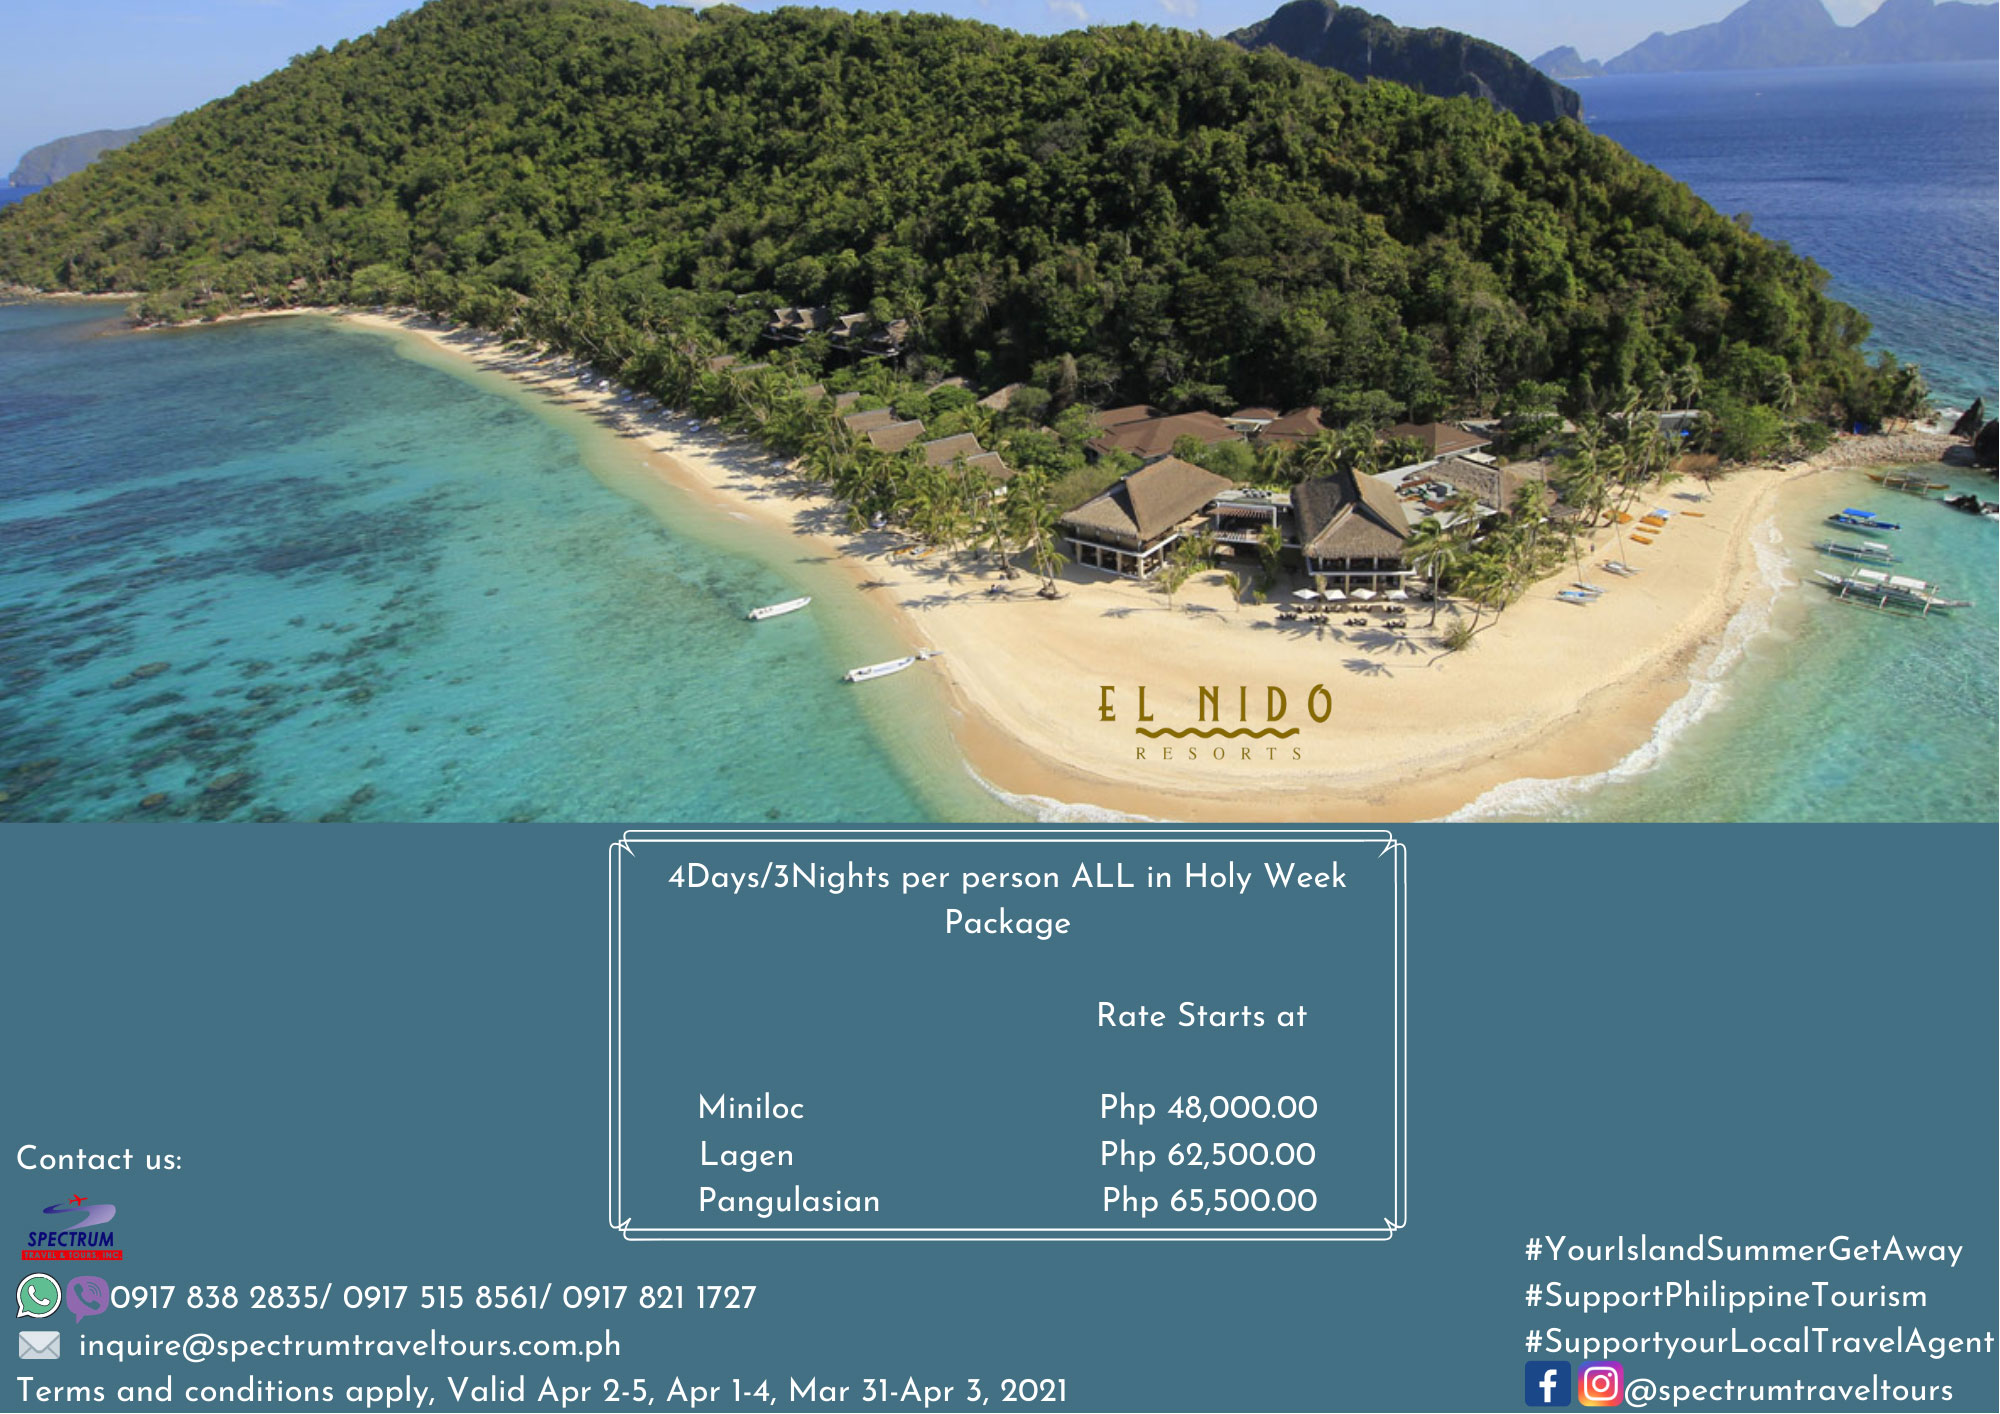 EL NIDO
RESORTS
4Days/3Nights per person ALL in Holy Week
Package
Rate Starts at
Miniloc Php 48,000.00
Lagen Php 62,500.00
Pangulasian Php 65,500.00
Contact us:
SPECTRUM
TRAVEL & TOURS, INC.
0917 838 2835/ 0917 515 8561/ 0917 821 1727
inquire@spectrumtraveltours.com.ph
Terms and conditions apply, Valid Apr 2-5, Apr 1-4, Mar 31-Apr 3, 2021
#YourIslandSummerGetAway
#SupportPhilippineTourism
#SupportyourLocalTravelAgent
@spectrumtraveltours